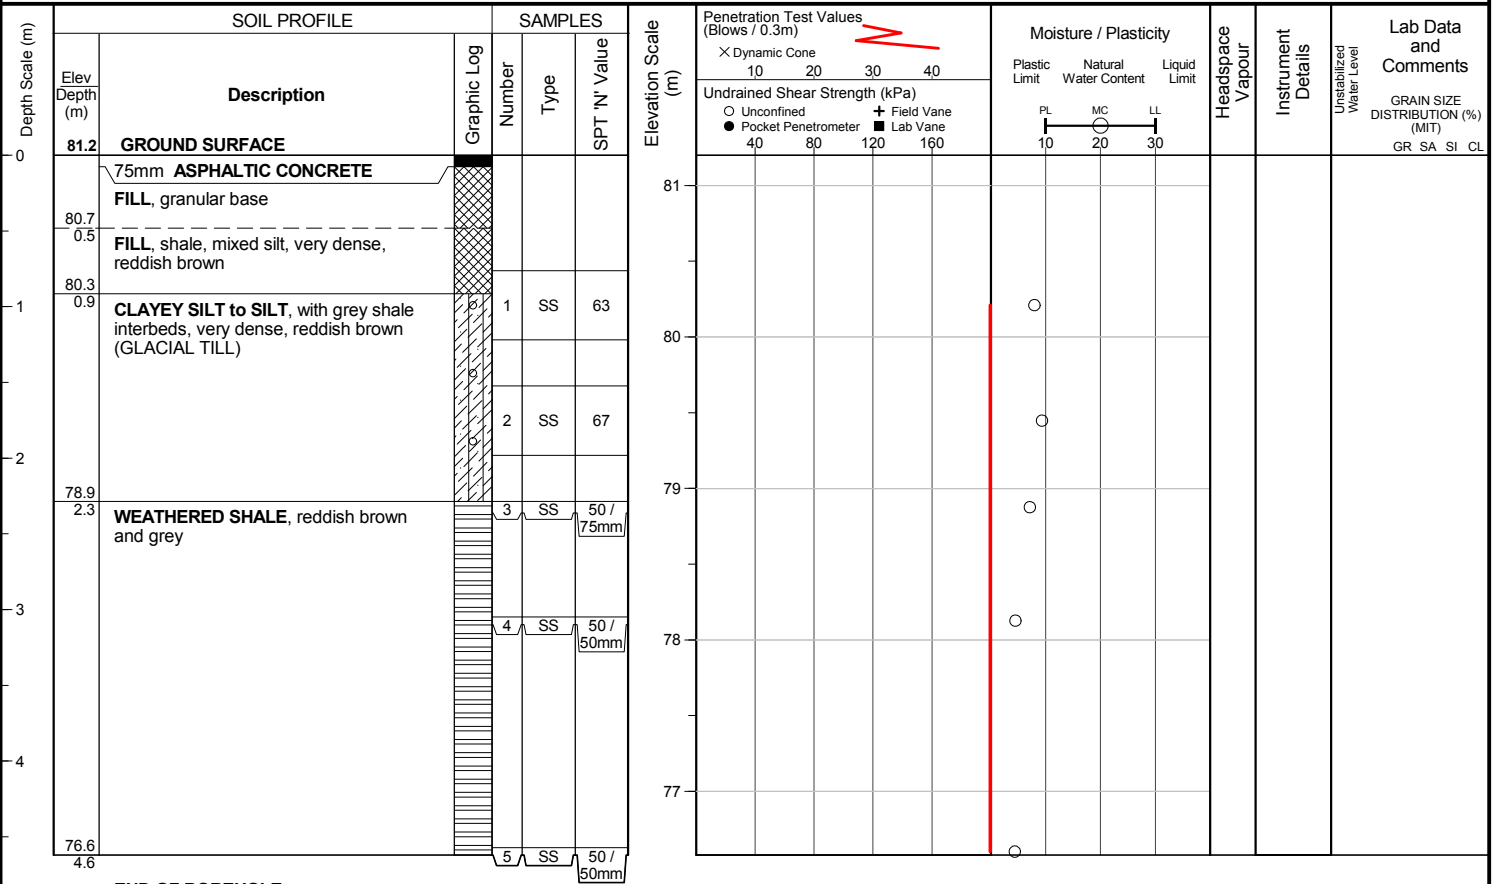 SOIL PROFILE
SAMPLES
Depth Scale (m)
Elev
Depth
(m)
Description
Graphic Log
Number
Type
SPT 'N' Value
Elevation Scale
(m)
Penetration Test Values
(Blows / 0.3m)
× Dynamic Cone
10 20 30 40
Undrained Shear Strength (kPa)
Unconfined + Field Vane
Pocket Penetrometer Lab Vane
40 120 160
Moisture / Plasticity
Plastic
Limit
Natural
Water Content
Liquid
Limit
PL MC LL
10 20 30
Headspace
Vapour
Instrument
Details
Unstabilized
Water Level
Lab Data
and
Comments
GRAIN SIZE
DISTRIBUTION (%)
(MIT)
GR SA SI CL
81.2 GROUND SURFACE
0
75mm ASPHALTIC CONCRETE
FILL, granular base
80.7
0.5
FILL, shale, mixed silt, very dense,
reddish brown
80.3
0.9
CLAYEY SILT to SILT, with grey shale
interbeds, very dense, reddish brown
(GLACIAL TILL)
1
1 SS 63
2 SS 67
2
78.9
2.3
WEATHERED SHALE, reddish brown
and grey
3 SS 50 /
75mm
3
4 SS 50 /
50mm
4
76.6
4.6
5 SS 50 /
50mm
81
80
79
78
77
END OF BOREHOLE